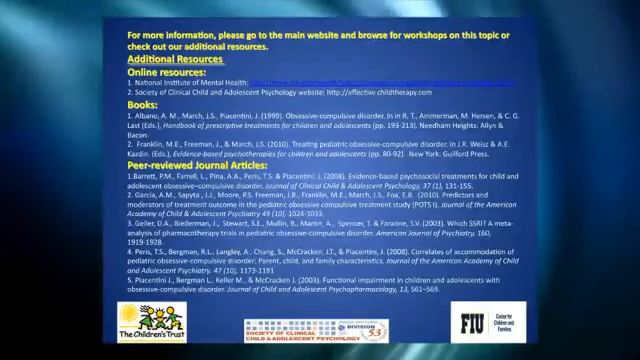 For more information, please go to the main website and browse for workshops on this topic or
check out our additional resources.
Additional Resources
Online resources:
1. National Institute of Mental Health:
2. Society of Clinical Child and Adolescent Psychology website: http://effective childtherapy.com
Books:
1. Albano, A. M., March, J.S., Piacentini, J. (1999). Obsessive-compulsive disorder. In in R. T., Ammerman, M. Hersen, & C. G.
Last (Eds.), Handbook of prescriptive treatments for children and adolescents (pp. 193-213). Needham Heights: Allyn &
Bacon.
2. Franklin, M.E., Freeman, J., & March, J.S. (2010). Treating pediatric obsessive-compulsive disorder. In J.R. Weisz & A.E.
Kazdin. (Eds.), Evidence-based psychotherapies for children and adolescents (pp. 80-92). New York: Guilford Press.
Peer-reviewed Journal Articles:
1.Barrett, P.M., Farrell, L., Pina, A.A., Peris, T.S. & Piacentini, J. (2008). Evidence-based psychosocial treatments for child and
adolescent obsessive–compulsive disorder. Journal of Clinical Child & Adolescent Psychology, 37 (1), 131-155.
2. Garcia, A.M., Sapyta, J.J., Moore, P.S. Freeman, J.B., Franklin, M.E., March, J.S., Foa, E.B (2010). Predictors and
moderators of treatment outcome in the pediatric obsessive compulsive treatment study (POTS I). Journal of the American
Academy of Child & Adolescent Psychiatry 49 (10). 1024-1033.
3. Geller, D.A., Biederman, J., Stewart, S.E., Mullin, B., Martin, A., Spencer, T. & Faraone, S.V. (2003). Which SSRI? A meta-
analysis of pharmacotherapy trials in pediatric obsessive-compulsive disorder. American Journal of Psychiatry, 160,
1919-1928.
4. Peris, T.S., Bergman, R.L., Langley, A., Chang, S., McCracken, J.T., & Piacentini, J. (2008). Correlates of accommodation of
pediatric obsessive-compulsive disorder: Parent, child, and family characteristics. Journal of the American Academy of Child
and Adolescent Psychiatry. 47 (10), 1173-1181
5. Piacentini J., Bergman L., Keller M., & McCracken J. (2003). Functional impairment in children and adolescents with
obsessive-compulsive disorder. Journal of Child and Adolescent Psychopharmacology, 13, S61–S69.
The Children's Trust
SOCIETY OF CLINICAL
CHILD & ADOLESCENT PSYCHOLOGY
DIVISION
53
FIU
Center for
Children and
Families